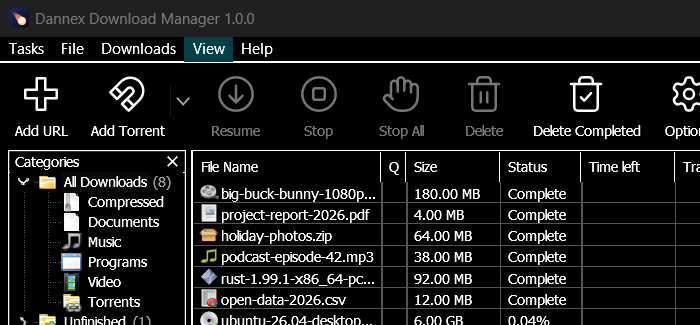 Dannex Download Manager 1.0.0
Tasks File Downloads View Help
Add URL Add Torrent Resume Stop Stop All Delete Delete Completed
Categories
File Name Q Size Status Time left
All Downloads (8)
Compressed
Documents
Music
Programs
Video
Torrents
Unfinished (1)
big-buck-bunny-1080p... 180.00 MB Complete
project-report-2026.pdf 4.00 MB Complete
holiday-photos.zip 64.00 MB Complete
podcast-episode-42.mp3 38.00 MB Complete
rust-1.99.1-x86_64-pc... 92.00 MB Complete
open-data-2026.csv 12.00 MB Complete
ubuntu-26.04-desktop... 6.00 GB 0.04%